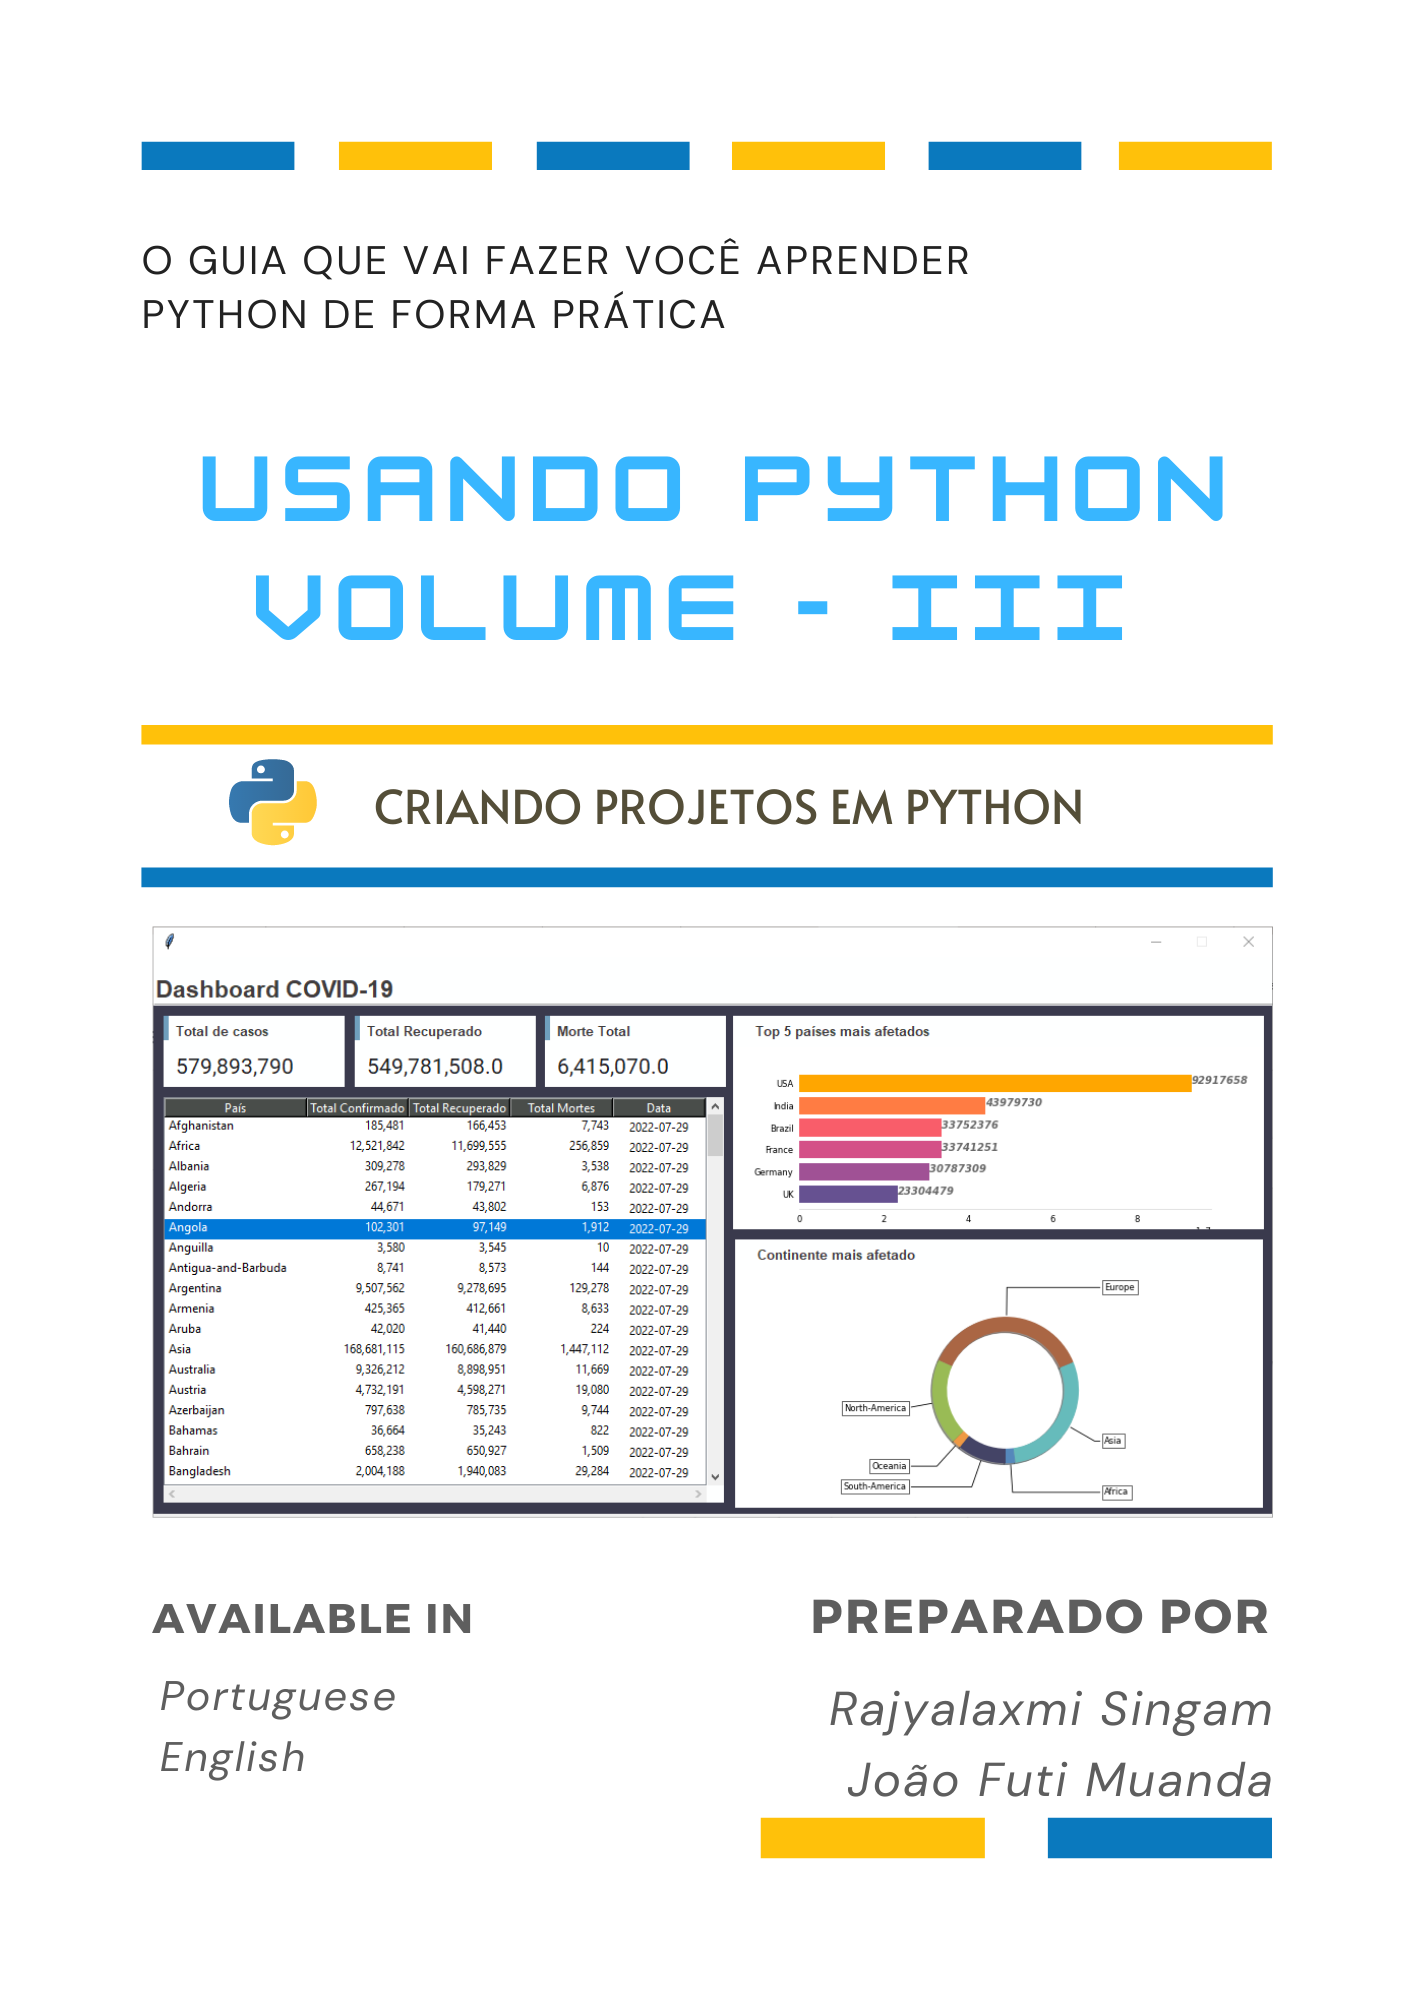 O GUIA QUE VAI FAZER VOCÊ APRENDER
PYTHON DE FORMA PRÁTICA
USANDO PYTHON
VOLUME - III
CRIANDO PROJETOS EM PYTHON
Dashboard COVID-19
Total de casos
579,893,790
Total Recuperado
549,781,508.0
Morte Total
6,415,070.0
País Total Confirmado Total Recuperado Total Mortes Data
Afghanistan 185,481 166,453 7,743 2022-07-29
Africa 12,521,842 11,699,555 256,859 2022-07-29
Albania 309,278 293,829 3,538 2022-07-29
Algeria 267,194 179,271 6,876 2022-07-29
Andorra 44,671 43,802 153 2022-07-29
Angola 102,301 97,149 1,912 2022-07-29
Anguilla 3,580 3,545 10 2022-07-29
Antigua-and-Barbuda 8,741 8,573 144 2022-07-29
Argentina 9,507,562 9,278,695 129,278 2022-07-29
Armenia 425,365 412,661 8,633 2022-07-29
Aruba 42,020 41,440 224 2022-07-29
Asia 168,681,115 160,686,879 1,447,112 2022-07-29
Australia 9,326,212 8,898,951 11,669 2022-07-29
Austria 4,732,191 4,598,271 19,080 2022-07-29
Azerbaijan 797,638 785,735 9,744 2022-07-29
Bahamas 36,664 35,243 822 2022-07-29
Bahrain 658,238 650,927 1,509 2022-07-29
Bangladesh 2,004,188 1,940,083 29,284 2022-07-29
Top 5 países mais afetados
USA 92917658
India 43979730
Brazil 33752376
France 33741251
Germany 30787309
UK 23304479
0 2 4 6 8
Continente mais afetado
Europe
North-America
Asia
Oceania
South-America
Africa
AVAILABLE IN
Portuguese
English
PREPARADO POR
Rajyalaxmi Singam
João Futi Muanda